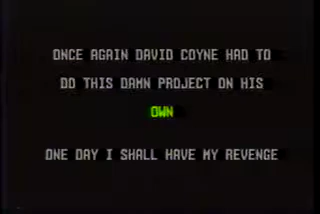 ONCE AGAIN DAVID COYNE HAD TO
DO THIS DAMN PROJECT ON HIS
OWN
ONE DAY I SHALL HAVE MY REVENGE